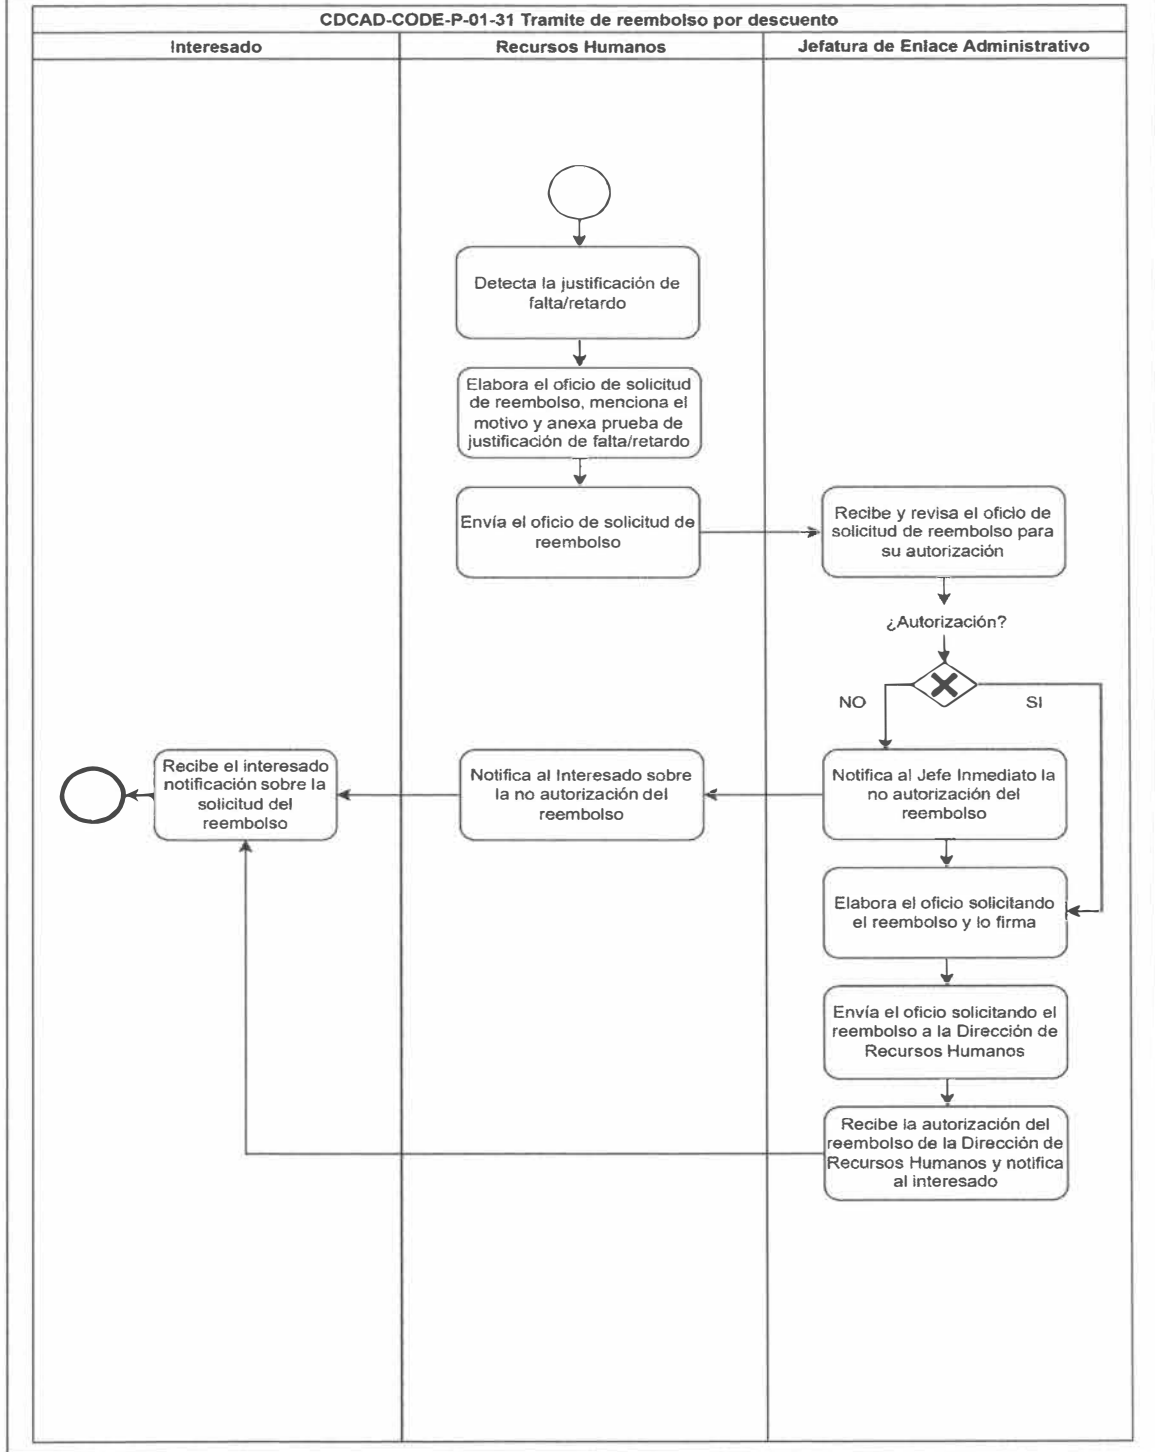 CDCAD-CODE-P-01-31 Tramite de reembolso por descuento
Interesado
Recursos Humanos
Jefatura de Enlace Administrativo
Detecta la justificación de
falta/retardo
Elabora el oficio de solicitud
de reembolso, menciona el
motivo y anexa prueba de
justificación de falta/retardo
Envía el oficio de solicitud de
reembolso
Recibe y revisa el oficio de
solicitud de reembolso para
su autorización
¿Autorización?
NO
SI
Recibe el interesado
notificación sobre la
solicitud del
reembolso
Notifica al Interesado sobre
la no autorización del
reembolso
Notifica al Jefe Inmediato la
no autorización del
reembolso
Elabora el oficio solicitando
el reembolso y lo firma
Envía el oficio solicitando el
reembolso a la Dirección de
Recursos Humanos
Recibe la autorización del
reembolso de la Dirección de
Recursos Humanos y notifica
al interesado